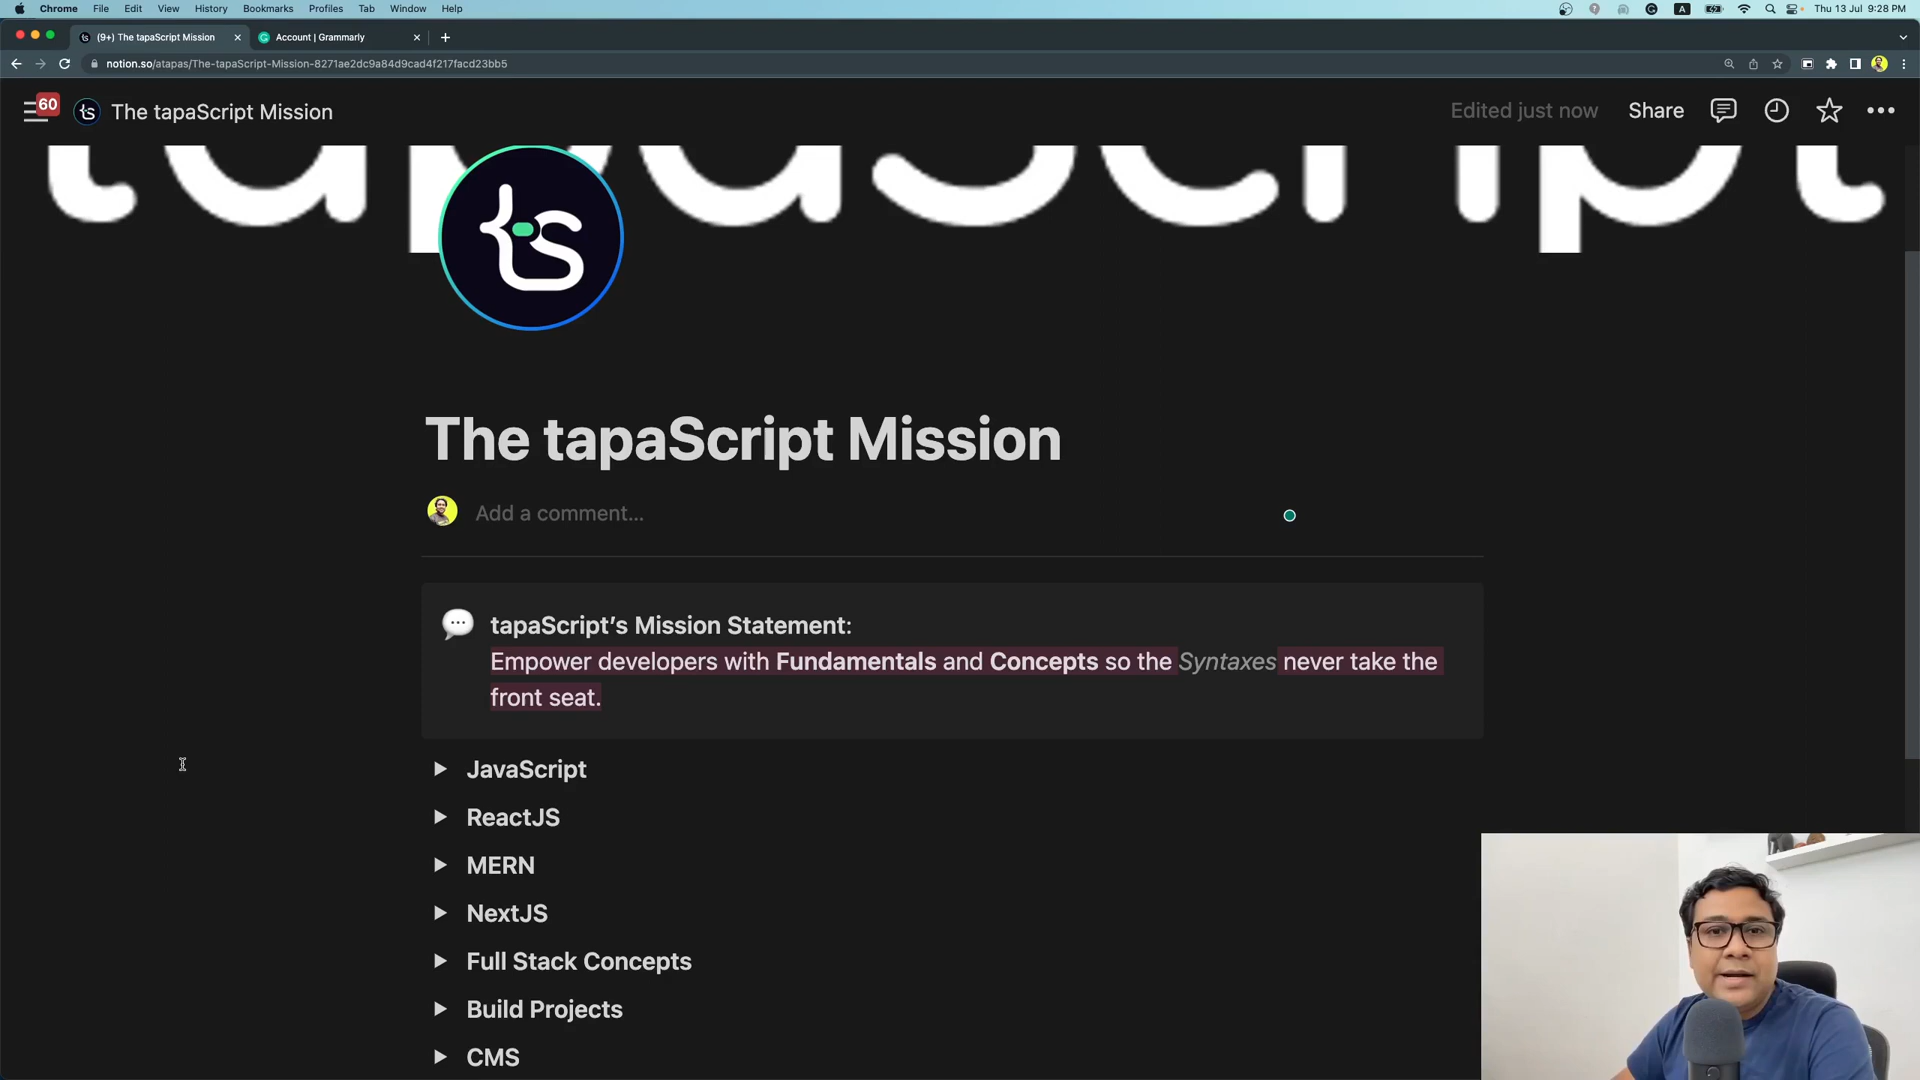 Chrome File Edit View History Bookmarks Profiles Tab Window Help
A Thu 13 Jul 9:28 PM
(9+) The tapaScript Mission
Account | Grammarly
notion.so/atapas/The-tapaScript-Mission-8271ae2dc9a84d9cad4f217facd23bb5
60 ts The tapaScript Mission Edited just now Share
tapascript
ts
The tapaScript Mission
Add a comment...
tapaScript’s Mission Statement:
Empower developers with Fundamentals and Concepts so the Syntaxes never take the
front seat.
JavaScript
ReactJS
MERN
NextJS
Full Stack Concepts
Build Projects
CMS